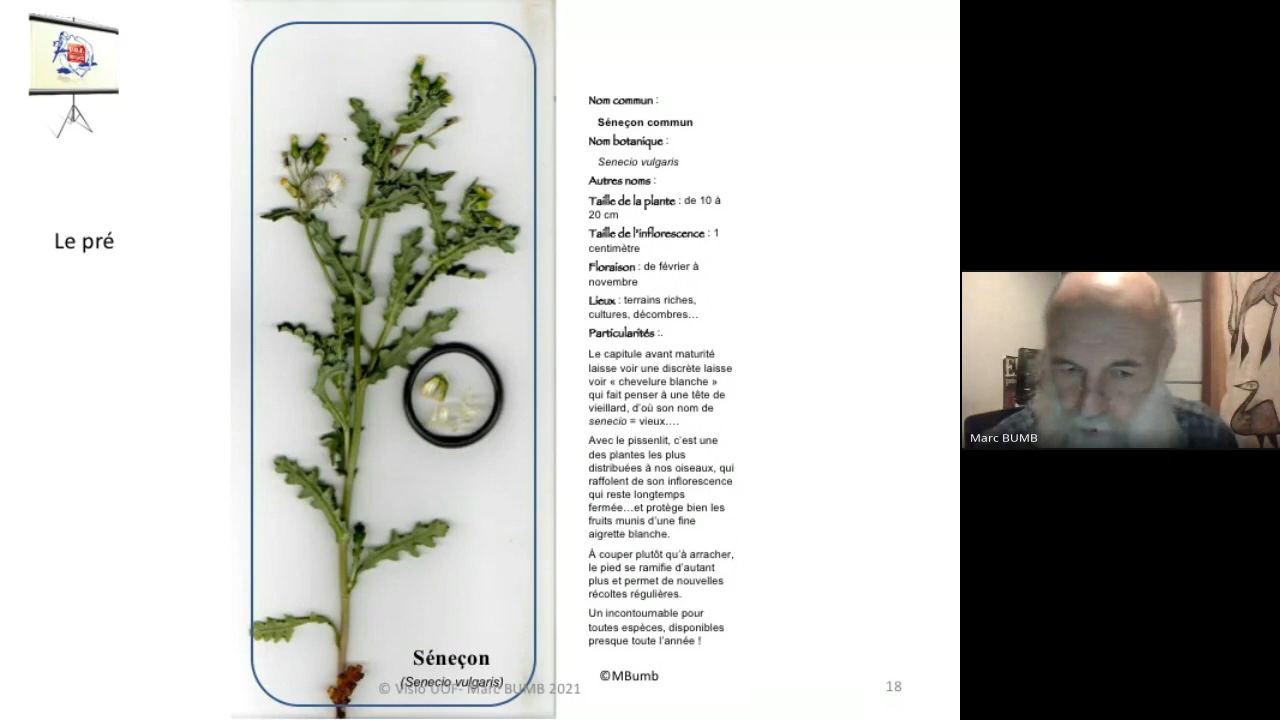 Le pré
Séneçon
(Senecio vulgaris)
© Visio UOF- Marc BUMB 2021
Nom commun :
Séneçon commun
Nom botanique :
Senecio vulgaris
Autres noms :
Taille de la plante : de 10 à
20 cm
Taille de l'inflorescence : 1
centimètre
Floraison : de février à
novembre
Lieux : terrains riches,
cultures, décombres…
Particularités :.
Le capitule avant maturité
laisse voir une discrète laisse
voir « chevelure blanche »
qui fait penser à une tête de
vieillard, d'où son nom de
senecio = vieux….
Avec le pissenlit, c'est une
des plantes les plus
distribuées à nos oiseaux, qui
raffolent de son inflorescence
qui reste longtemps
fermée…et protège bien les
fruits munis d'une fine
aigrette blanche.
À couper plutôt qu'à arracher,
le pied se ramifie d'autant
plus et permet de nouvelles
récoltes régulières.
Un incontournable pour
toutes espèces, disponibles
presque toute l'année !
©MBumb
18
Marc BUMB